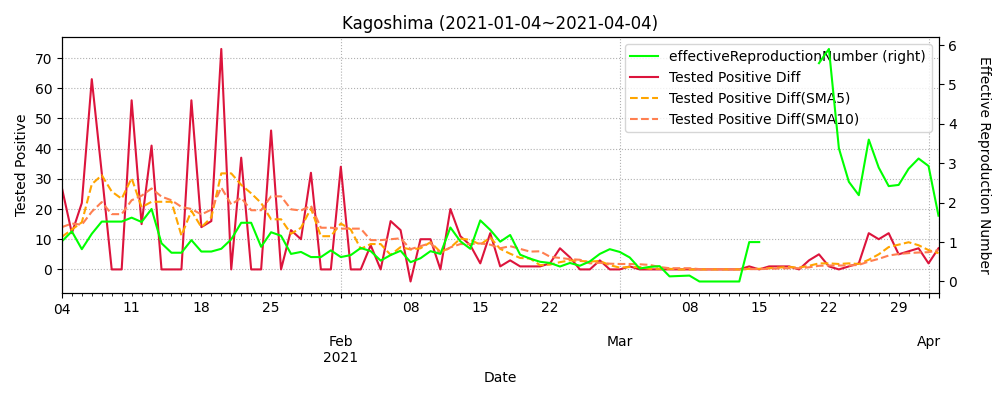 Kagoshima (2021-01-04~2021-04-04)
effectiveReproductionNumber (right)
Tested Positive Diff
Tested Positive Diff(SMA5)
Tested Positive Diff(SMA10)
Tested Positive
70
60
50
40
30
20
10
0
Effective Reproduction Number
6
5
4
3
2
1
0
04 11 18 25 08 15 22 08 15 22 29
Feb Mar Apr
2021
Date